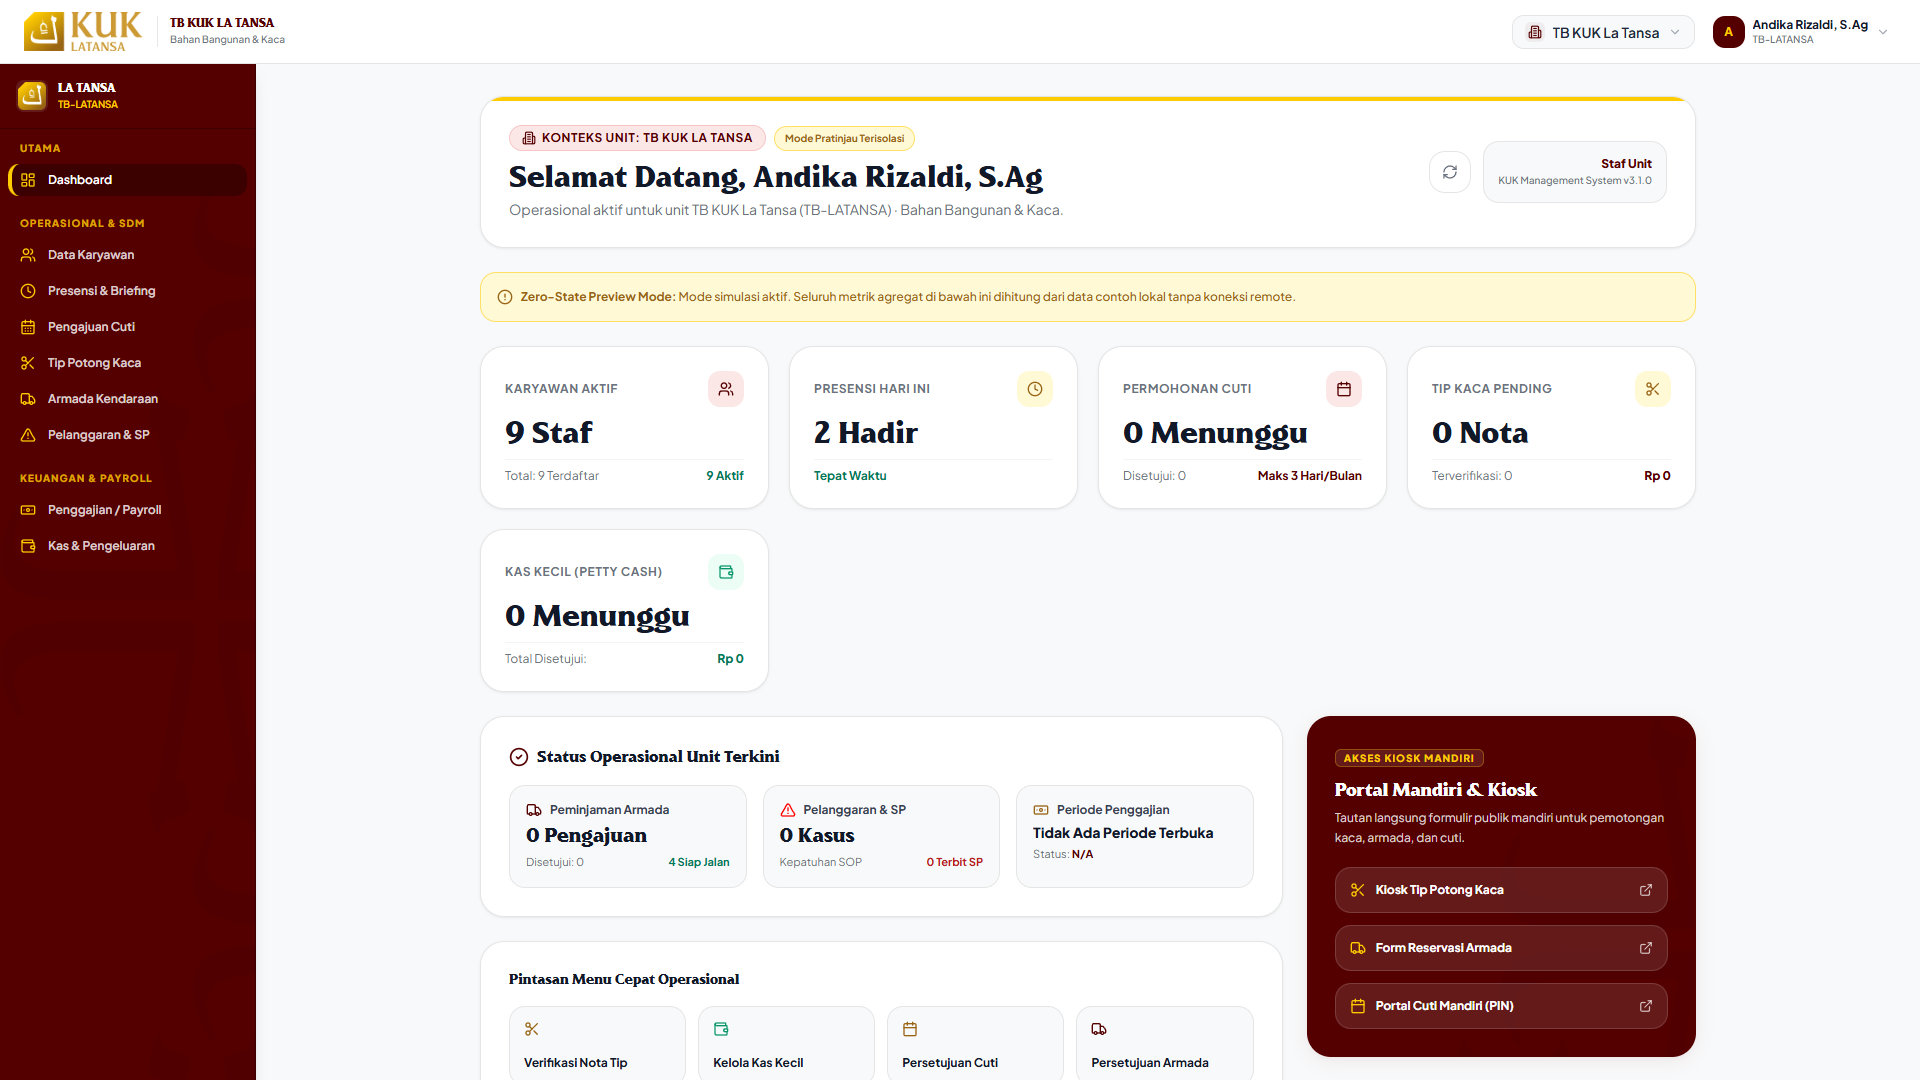 KUK
LATANSA
TB KUK LA TANSA
Bahan Bangunan & Kaca
TB KUK La Tansa
A
Andika Rizaldi, S.Ag
TB-LATANSA
LA TANSA
TB-LATANSA
UTAMA
Dashboard
OPERASIONAL & SDM
Data Karyawan
Presensi & Briefing
Pengajuan Cuti
Tip Potong Kaca
Armada Kendaraan
Pelanggaran & SP
KEUANGAN & PAYROLL
Penggajian / Payroll
Kas & Pengeluaran
KONTEKS UNIT: TB KUK LA TANSA
Mode Pratinjau Terisolasi
Selamat Datang, Andika Rizaldi, S.Ag
Operasional aktif untuk unit TB KUK La Tansa (TB-LATANSA) · Bahan Bangunan & Kaca.
Staf Unit
KUK Management System v3.1.0
Zero-State Preview Mode: Mode simulasi aktif. Seluruh metrik agregat di bawah ini dihitung dari data contoh lokal tanpa koneksi remote.
KARYAWAN AKTIF
9 Staf
Total: 9 Terdaftar
9 Aktif
PRESENSI HARI INI
2 Hadir
Tepat Waktu
PERMOHONAN CUTI
0 Menunggu
Disetujui: 0
Maks 3 Hari/Bulan
TIP KACA PENDING
0 Nota
Terverifikasi: 0
Rp 0
KAS KECIL (PETTY CASH)
0 Menunggu
Total Disetujui:
Rp 0
Status Operasional Unit Terkini
Peminjaman Armada
0 Pengajuan
Disetujui: 0
4 Siap Jalan
Pelanggaran & SP
0 Kasus
Kepatuhan SOP
0 Terbit SP
Periode Penggajian
Tidak Ada Periode Terbuka
Status: N/A
AKSES KIOSK MANDIRI
Portal Mandiri & Kiosk
Tautan langsung formulir publik mandiri untuk pemotongan
kaca, armada, dan cuti.
Kiosk Tip Potong Kaca
Form Reservasi Armada
Portal Cuti Mandiri (PIN)
Pintasan Menu Cepat Operasional
Verifikasi Nota Tip
Kelola Kas Kecil
Persetujuan Cuti
Persetujuan Armada